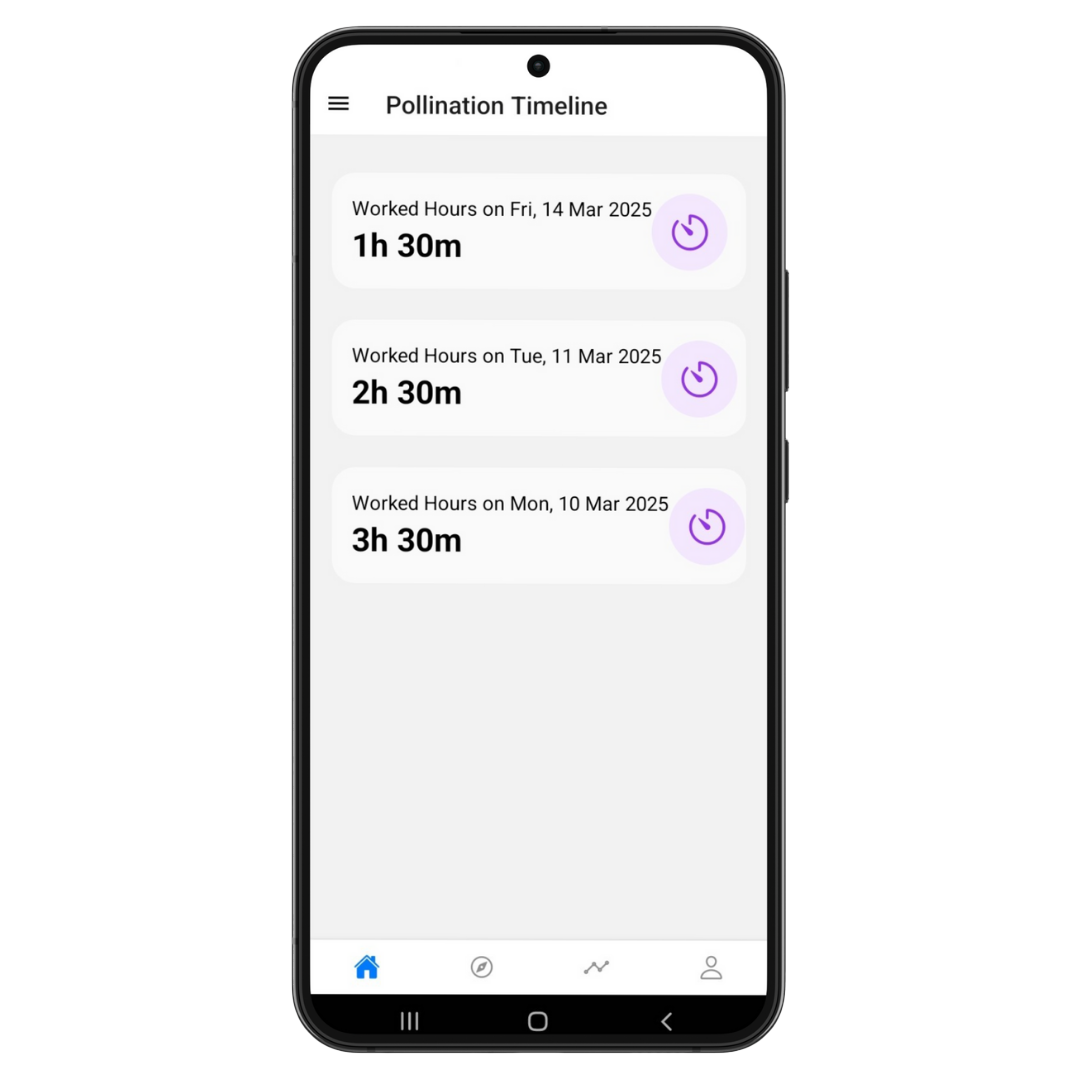 Pollination Timeline
Worked Hours on Fri, 14 Mar 2025
1h 30m
Worked Hours on Tue, 11 Mar 2025
2h 30m
Worked Hours on Mon, 10 Mar 2025
3h 30m